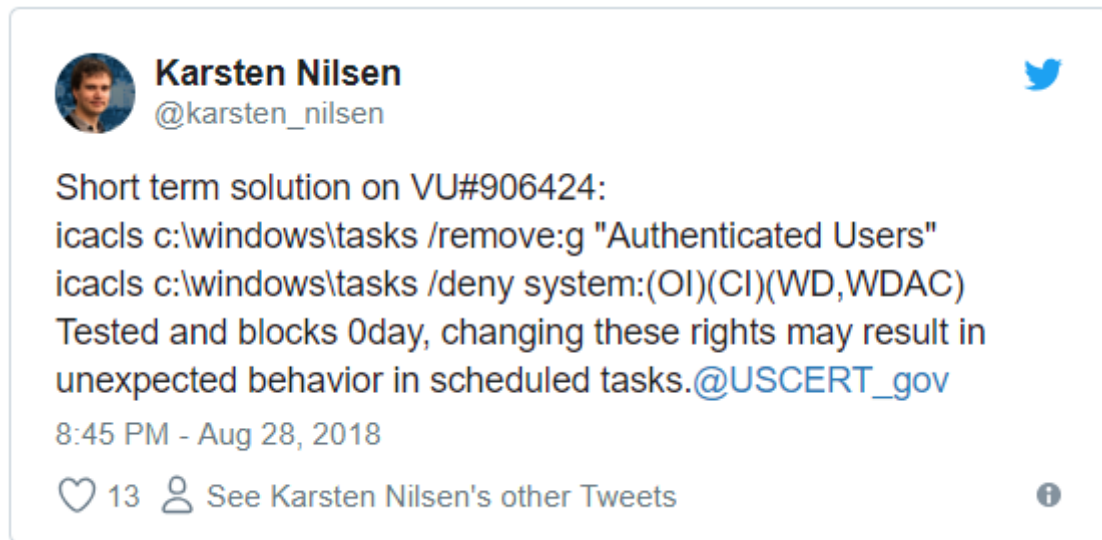 Karsten Nilsen
@karsten_nilsen
Short term solution on VU#906424:
icacls c:\windows\tasks /remove:g "Authenticated Users"
icacls c:\windows\tasks /deny system:(OI)(CI)(WD,WDAC)
Tested and blocks 0day, changing these rights may result in
unexpected behavior in scheduled tasks.@USCERT_gov
8:45 PM - Aug 28, 2018
13 See Karsten Nilsen's other Tweets